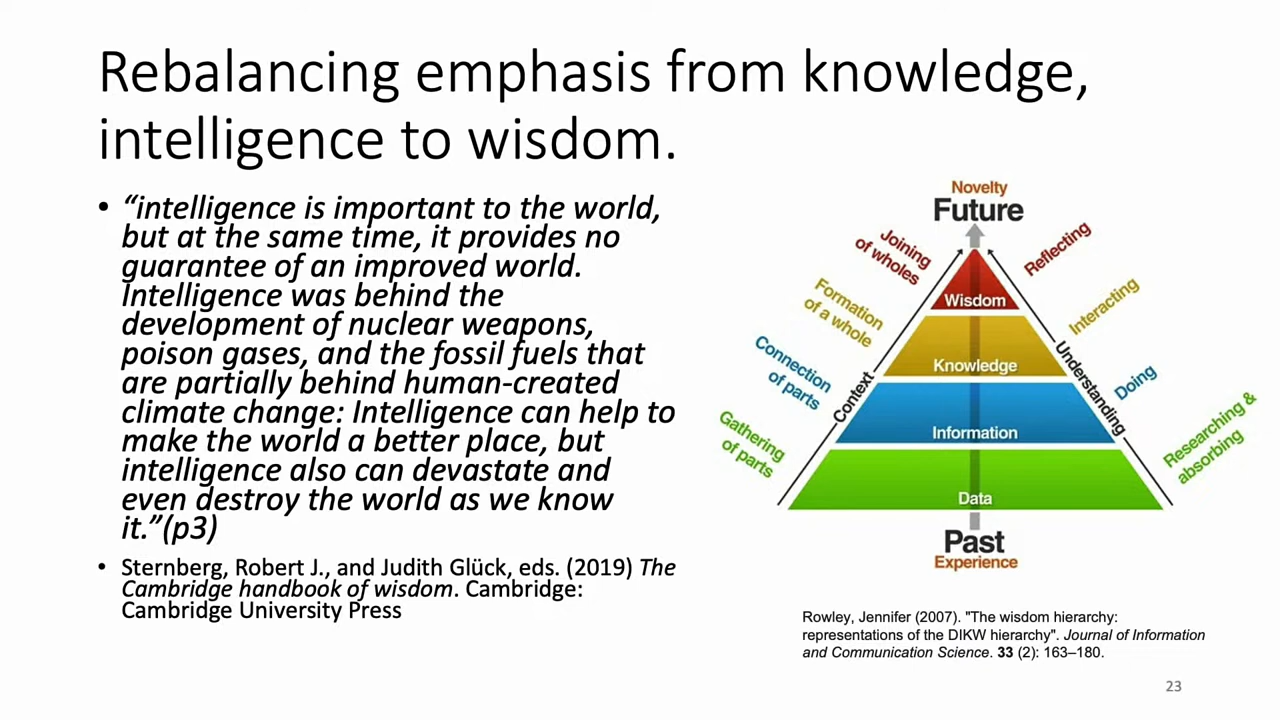 Rebalancing emphasis from knowledge,
intelligence to wisdom.
• “intelligence is important to the world,
but at the same time, it provides no
guarantee of an improved world.
Intelligence was behind the
development of nuclear weapons,
poison gases, and the fossil fuels that
are partially behind human-created
climate change: Intelligence can help to
make the world a better place, but
intelligence also can devastate and
even destroy the world as we know
it.”(p3)
• Sternberg, Robert J., and Judith Glück, eds. (2019) The
Cambridge handbook of wisdom. Cambridge:
Cambridge University Press
Novelty
Future
Joining
of wholes
Reflecting
Wisdom
Formation
of a whole
Interacting
Knowledge
Connection
of parts
Context
Understanding
Doing
Information
Gathering
of parts
Researching &
absorbing
Data
Past
Experience
Rowley, Jennifer (2007). "The wisdom hierarchy:
representations of the DIKW hierarchy". Journal of Information
and Communication Science. 33 (2): 163–180.
23